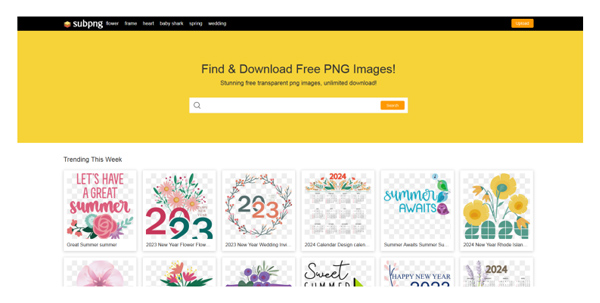 subpng flower frame heart baby shark spring wedding Upload
Find & Download Free PNG Images!
Stunning free transparent png images, unlimited download!
Search
Trending This Week
LET'S HAVE
A GREAT
summer
2023
2023
2024
summer
AWAITS
2024
Great Summer summer
2023 New Year Flower Flow...
2023 New Year Wedding Inve...
2024 Calendar Design calen...
Summer Awaits Summer Su...
2024 New Year Rhode Islan...
Sweet
SUMMER
HAPPY NEW YEAR
2023
2024